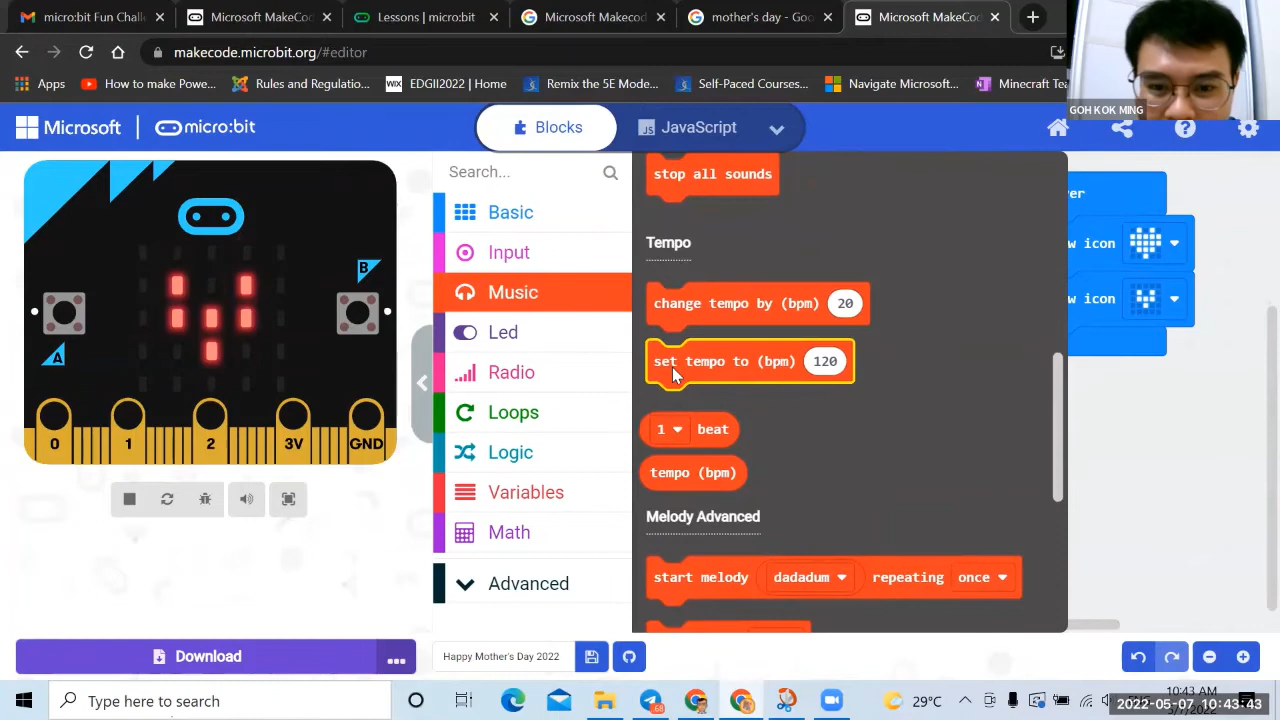 micro:bit Fun Challe
Microsoft MakeCo
Lessons | micro:bit
Microsoft Makecod
mother's day - Goo
Microsoft MakeCo
makecode.microbit.org/#editor
Apps
How to make Power...
Rules and Regulatio...
WIX
EDGII2022 | Home
Remix the 5E Mode...
Self-Paced Courses...
Navigate Microsoft...
Minecraft Tea
GOH KOK MING
Microsoft
micro:bit
Blocks
JS
JavaScript
Search...
Basic
Input
Music
Led
Radio
Loops
Logic
Variables
Math
Advanced
stop all sounds
Tempo
change tempo by (bpm) 20
set tempo to (bpm) 120
1 beat
tempo (bpm)
Melody Advanced
start melody dadadum repeating once
ver
w icon
w icon
A
B
0 1 2 3V GND
Download
...
Happy Mother's Day 2022
Type here to search
68
29°C
10:43 AM
2022-05-07 10:43:43